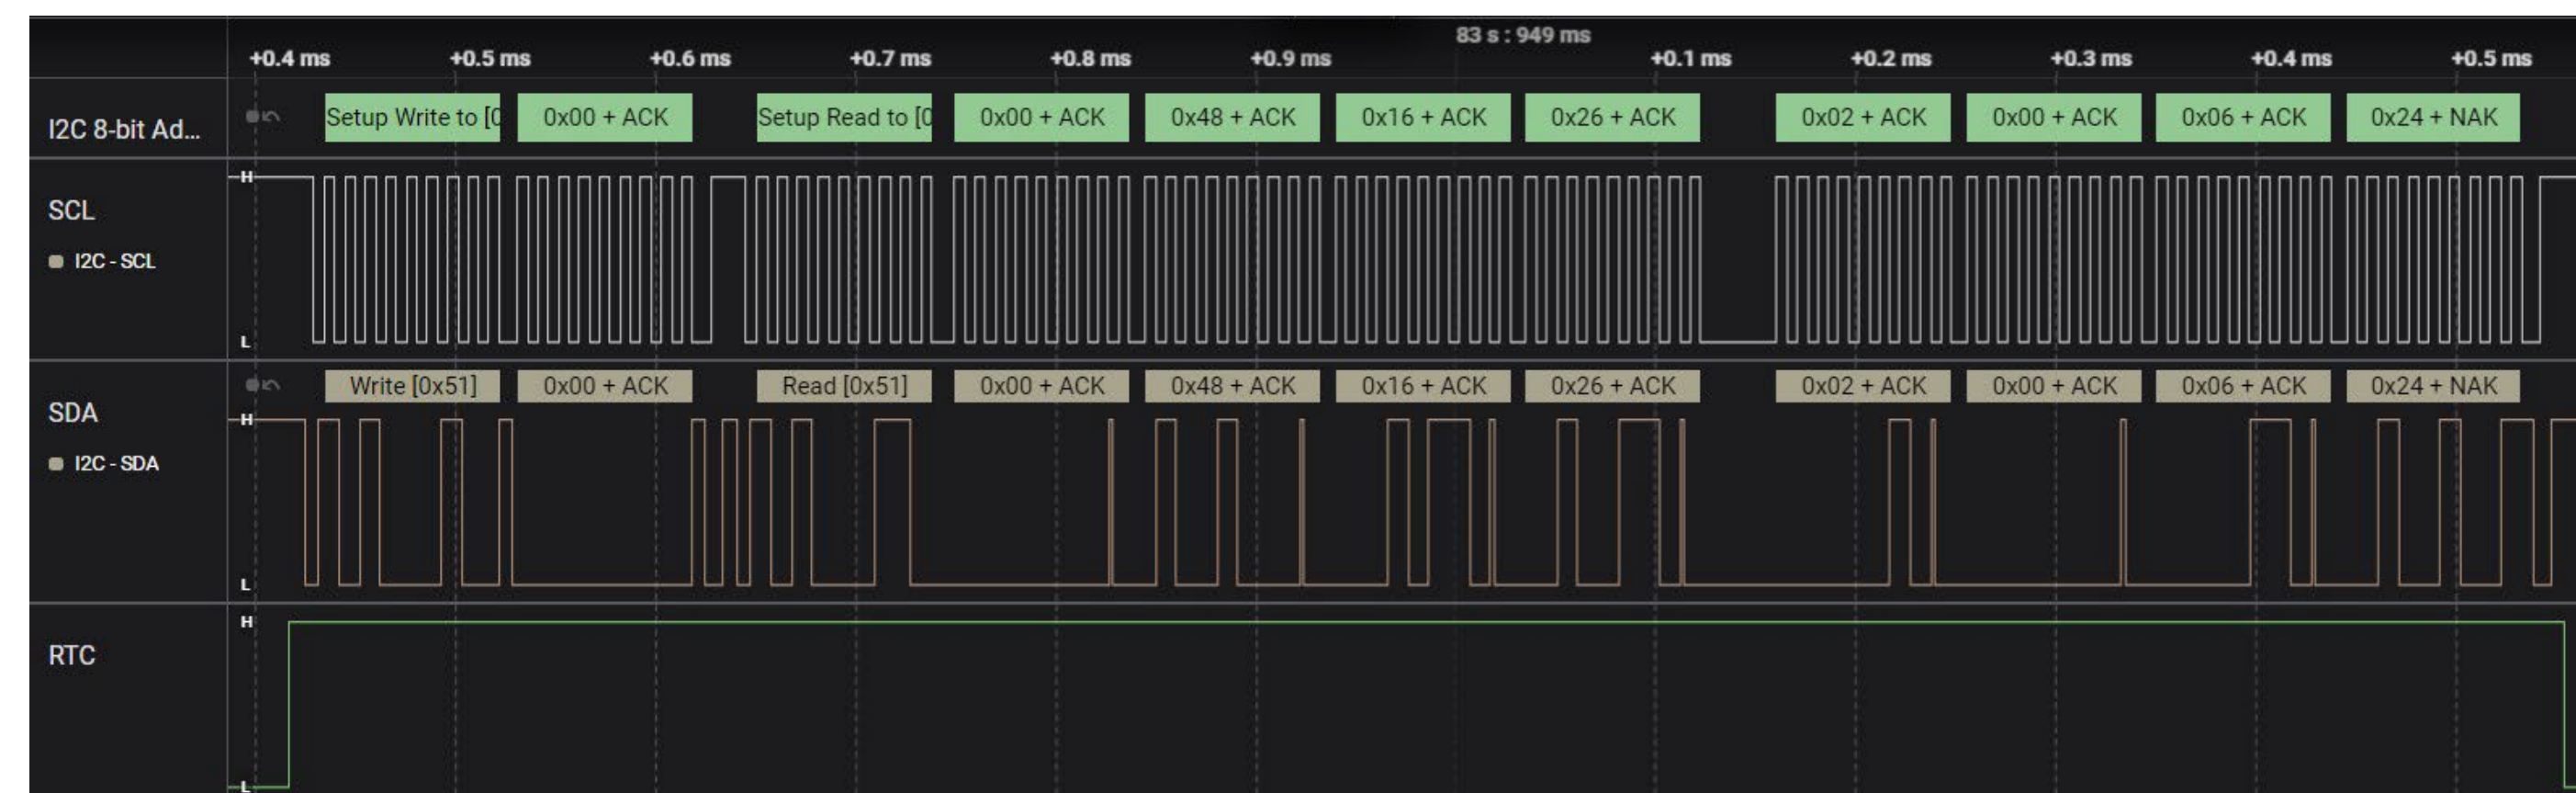 83 s : 949 ms
+0.4 ms +0.5 ms +0.6 ms +0.7 ms +0.8 ms +0.9 ms +0.1 ms +0.2 ms +0.3 ms +0.4 ms +0.5 ms
I2C 8-bit Ad... Setup Write to [0 0x00 + ACK Setup Read to [0 0x00 + ACK 0x48 + ACK 0x16 + ACK 0x26 + ACK 0x02 + ACK 0x00 + ACK 0x06 + ACK 0x24 + NAK
H
SCL
I2C - SCL
L
Write [0x51] 0x00 + ACK Read [0x51] 0x00 + ACK 0x48 + ACK 0x16 + ACK 0x26 + ACK 0x02 + ACK 0x00 + ACK 0x06 + ACK 0x24 + NAK
SDA H
I2C - SDA
L
H
RTC
L